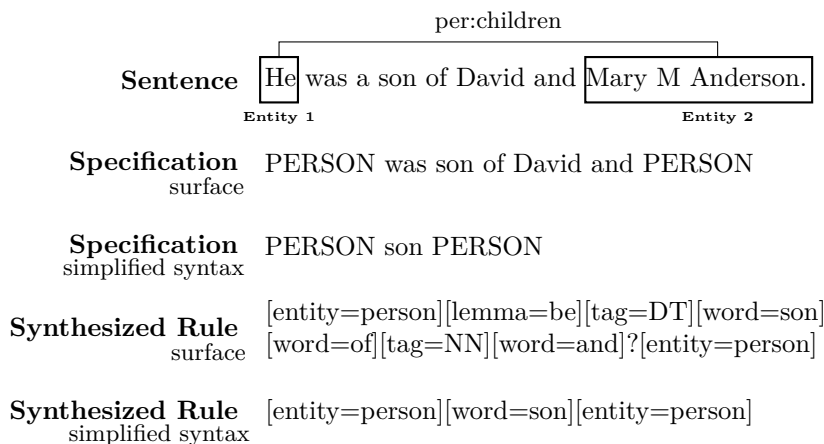 per:children
Sentence He was a son of David and Mary M Anderson.
Entity 1 Entity 2
Specification PERSON was son of David and PERSON
surface
Specification PERSON son PERSON
simplified syntax
Synthesized Rule [entity=person][lemma=be][tag=DT][word=son]
surface [word=of][tag=NN][word=and]?[entity=person]
Synthesized Rule [entity=person][word=son][entity=person]
simplified syntax